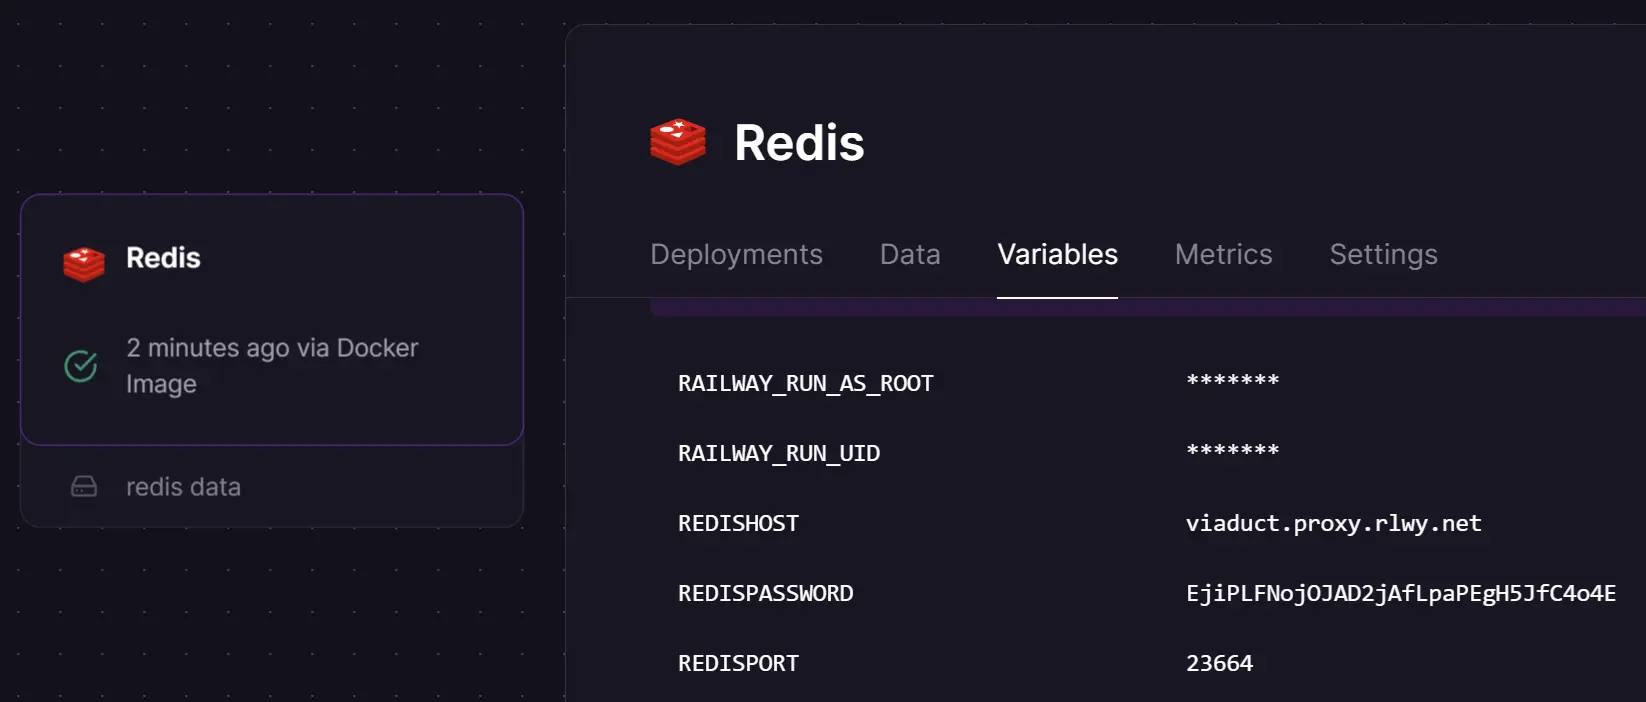 Redis
2 minutes ago via Docker
Image
redis data
Redis
Deployments Data Variables Metrics Settings
RAILWAY_RUN_AS_ROOT *******
RAILWAY_RUN_UID *******
REDISHOST viaduct.proxy.rlwy.net
REDISPASSWORD EjiPLFNojOJAD2jAfLpaPEgH5JfC4o4E
REDISPORT 23664